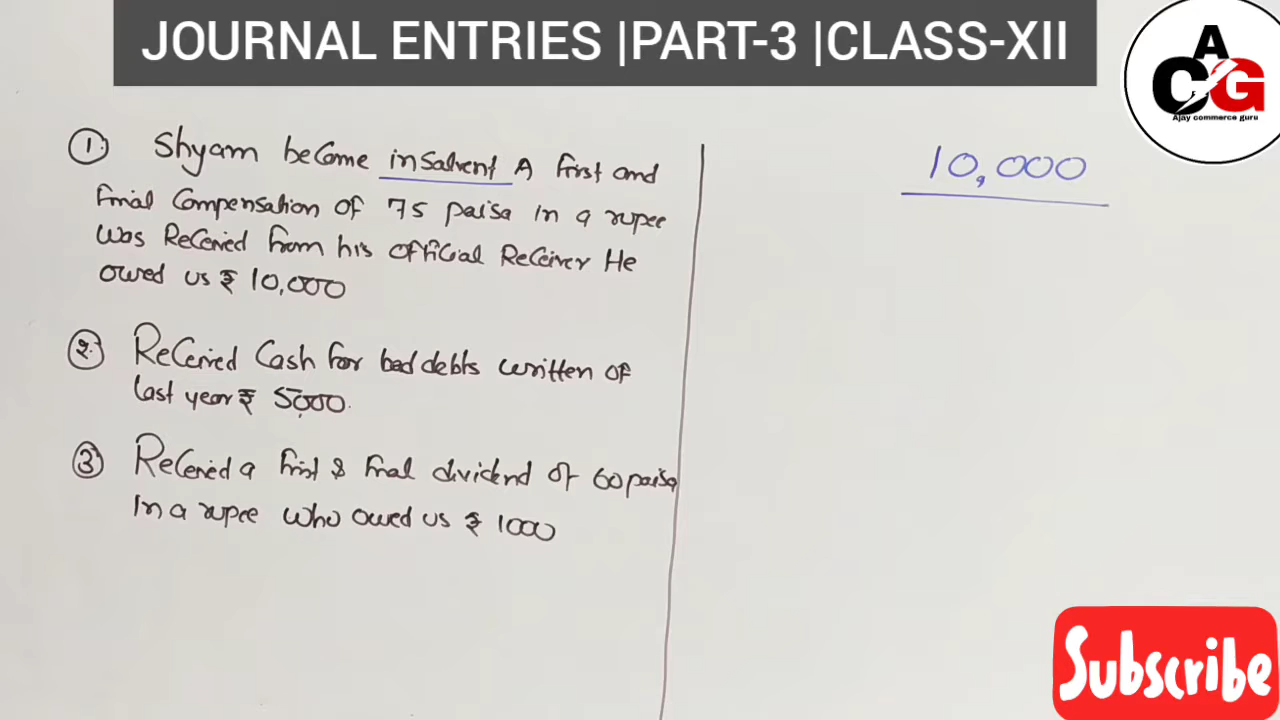 JOURNAL ENTRIES |PART-3 |CLASS-XII
A
CG
Ajay commerce guru
① Shyam become insalvent A first and
final Compensation of 75 paisa in a rupee
was Received from his official Receiver He
owed us ₹ 10,000
② Received Cash for bad debts written of
last year ₹ 5000.
③ Received a first & final dividend of 60 paisa
In a rupee who owed us ₹ 1000
10,000
Subscribe